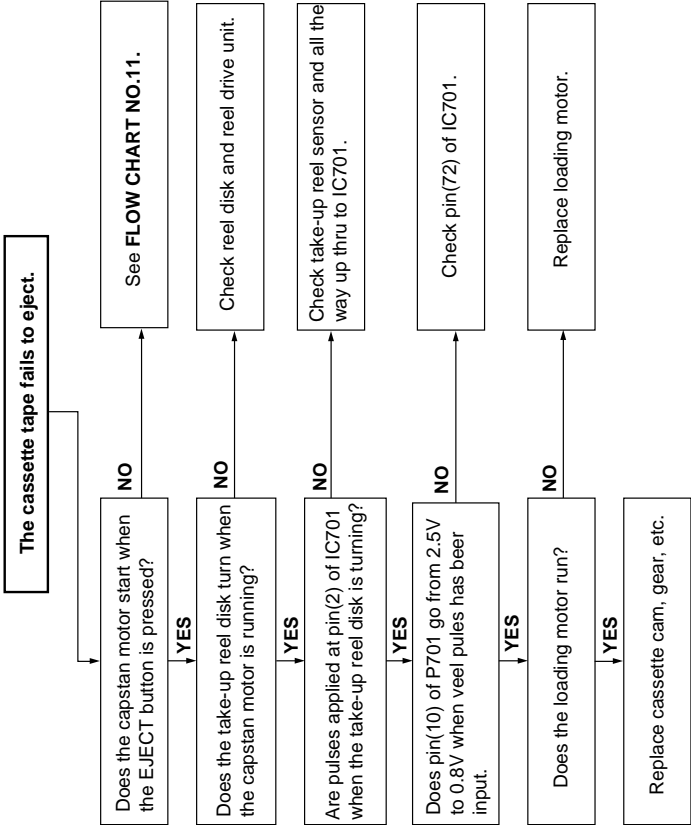 The cassette tape fails to eject.
Does the capstan motor start when
the EJECT button is pressed?
NO
See FLOW CHART NO.11.
YES
Does the take-up reel disk turn when
the capstan motor is running?
NO
Check reel disk and reel drive unit.
YES
Are pulses applied at pin(2) of IC701
when the take-up reel disk is turning?
NO
Check take-up reel sensor and all the
way up thru to IC701.
YES
Does pin(10) of P701 go from 2.5V
to 0.8V when veel pules has beer
input.
NO
Check pin(72) of IC701.
YES
Does the loading motor run?
NO
Replace loading motor.
YES
Replace cassette cam, gear, etc.